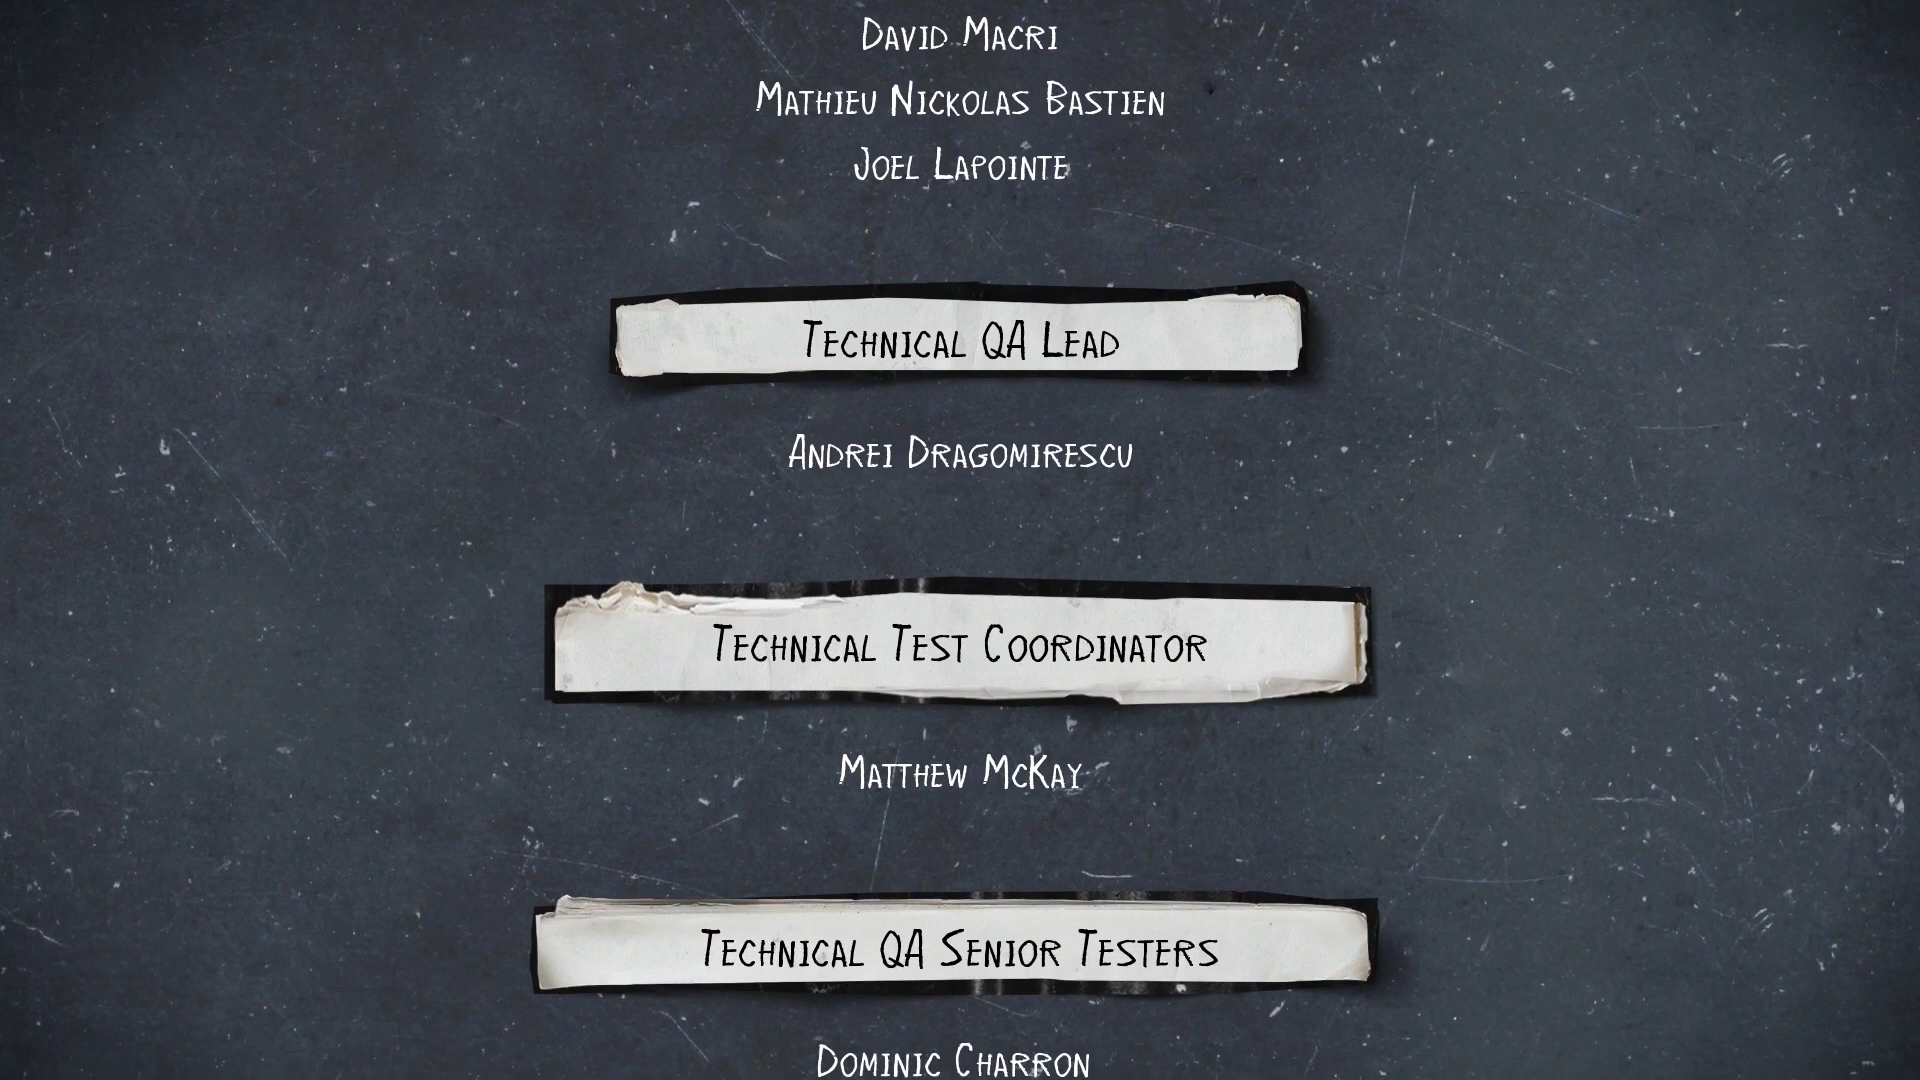 David Macri
Mathieu Nickolas Bastien
Joel Lapointe
Technical QA Lead
Andrei Dragomirescu
Technical Test Coordinator
Matthew McKay
Technical QA Senior Testers
Dominic Charron